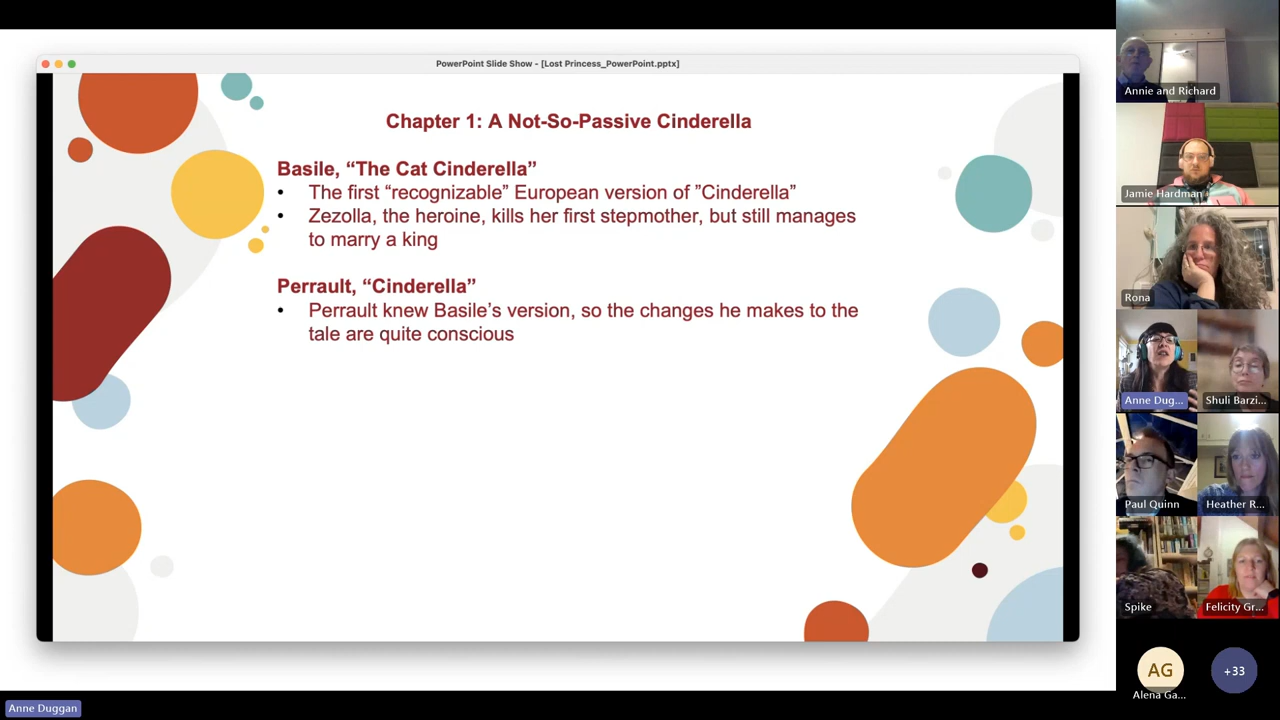 PowerPoint Slide Show - [Lost Princess_PowerPoint.pptx]
Chapter 1: A Not-So-Passive Cinderella
Basile, “The Cat Cinderella”
• The first “recognizable” European version of ”Cinderella”
• Zezolla, the heroine, kills her first stepmother, but still manages
to marry a king
Perrault, “Cinderella”
• Perrault knew Basile’s version, so the changes he makes to the
tale are quite conscious
Annie and Richard
Jamie Hardman
Rona
Anne Dug...
Shuli Barzi...
Paul Quinn
Heather R...
Spike
Felicity Gr...
AG
Alena Ga...
+33
Anne Duggan